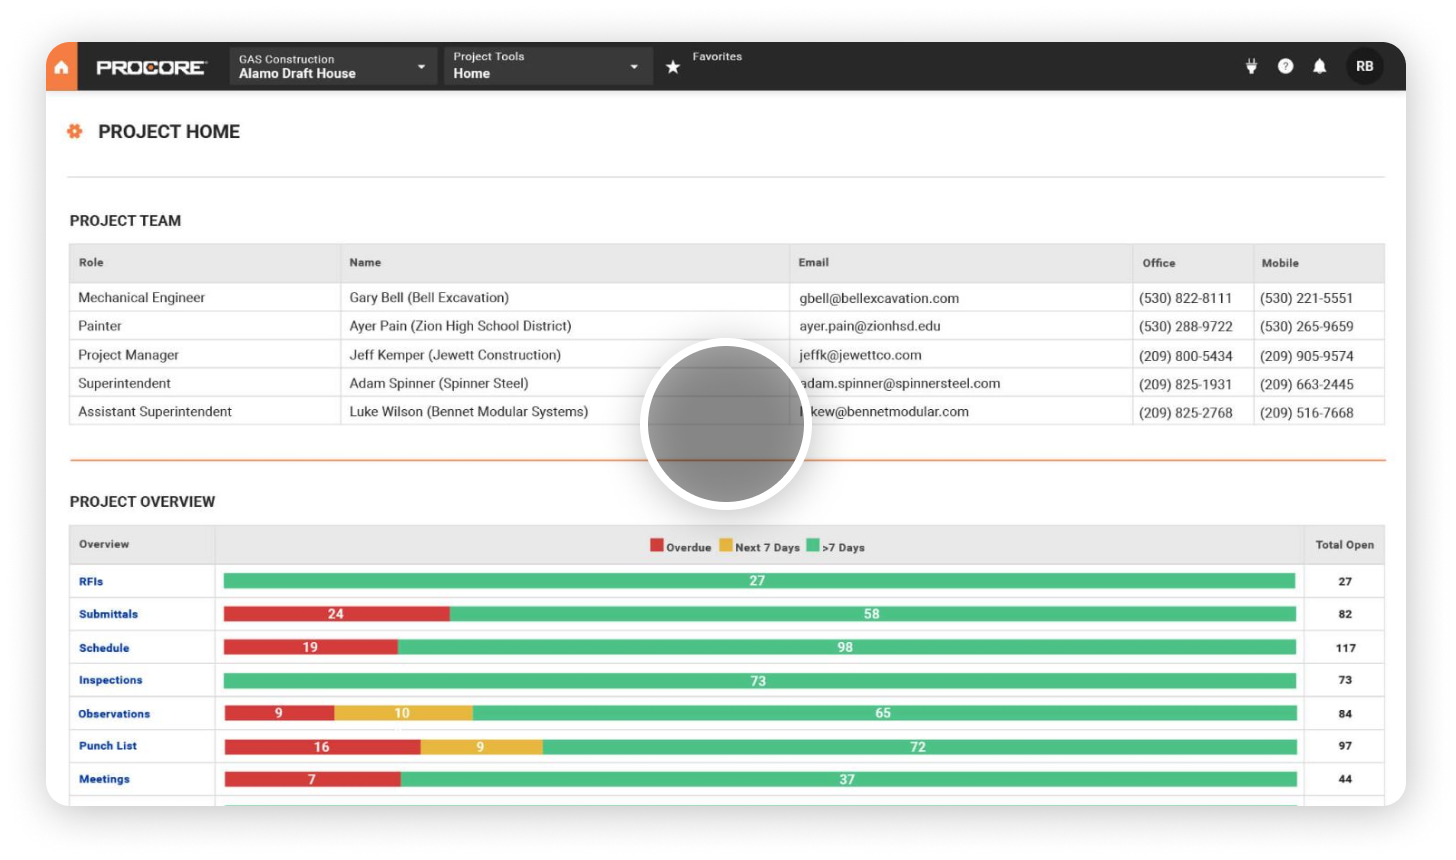 PROCORE
GAS Construction
Alamo Draft House
Project Tools
Home
Favorites
?
RB
PROJECT HOME
PROJECT TEAM
Role Name Email Office Mobile
Mechanical Engineer Gary Bell (Bell Excavation) gbell@bellexcavation.com (530) 822-8111 (530) 221-5551
Painter Ayer Pain (Zion High School District) ayer.pain@zionhsd.edu (530) 288-9722 (530) 265-9659
Project Manager Jeff Kemper (Jewett Construction) jeffk@jewettco.com (209) 800-5434 (209) 905-9574
Superintendent Adam Spinner (Spinner Steel) adam.spinner@spinnersteel.com (209) 825-1931 (209) 663-2445
Assistant Superintendent Luke Wilson (Bennet Modular Systems) lukew@bennetmodular.com (209) 825-2768 (209) 516-7668
PROJECT OVERVIEW
Overview Overdue Next 7 Days >7 Days Total Open
RFIs 27 27
Submittals 24 58 82
Schedule 19 98 117
Inspections 73 73
Observations 9 10 65 84
Punch List 16 9 72 97
Meetings 7 37 44